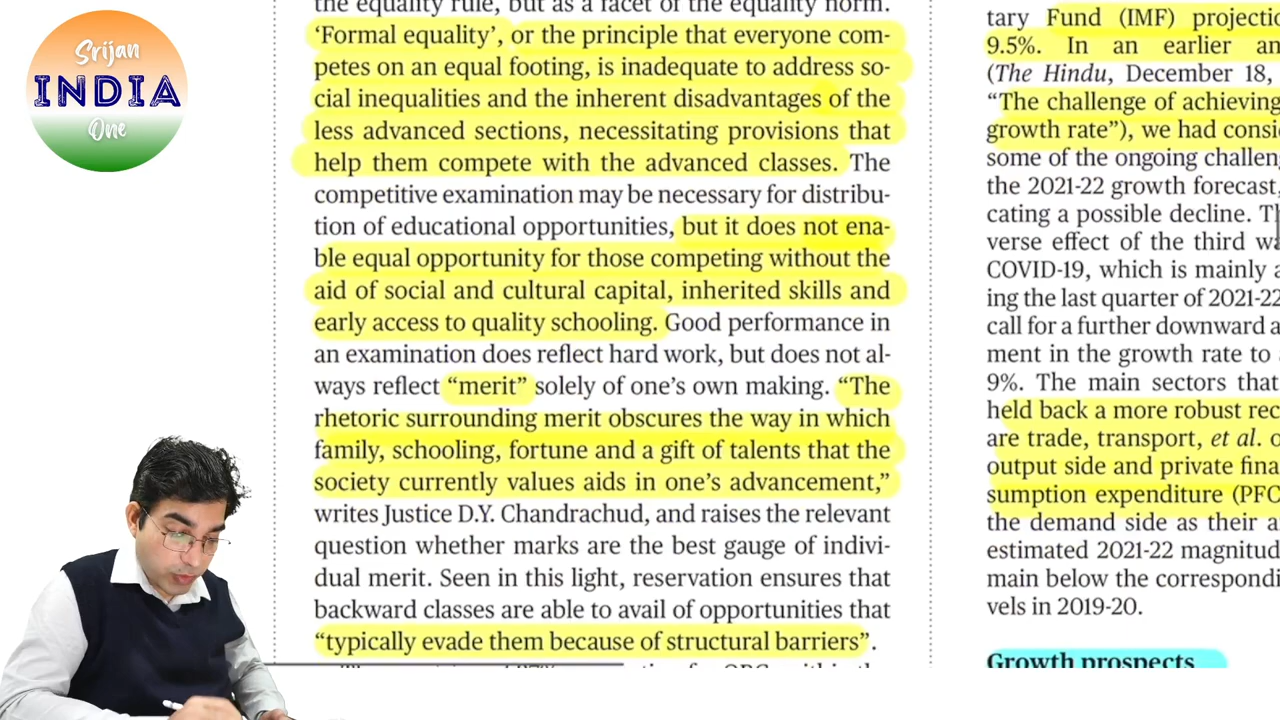 Srijan
INDIA
One
the equality rule, but as a facet of the equality norm.
‘Formal equality’, or the principle that everyone com-
petes on an equal footing, is inadequate to address so-
cial inequalities and the inherent disadvantages of the
less advanced sections, necessitating provisions that
help them compete with the advanced classes. The
competitive examination may be necessary for distribu-
tion of educational opportunities, but it does not ena-
ble equal opportunity for those competing without the
aid of social and cultural capital, inherited skills and
early access to quality schooling. Good performance in
an examination does reflect hard work, but does not al-
ways reflect “merit” solely of one’s own making. “The
rhetoric surrounding merit obscures the way in which
family, schooling, fortune and a gift of talents that the
society currently values aids in one’s advancement,”
writes Justice D.Y. Chandrachud, and raises the relevant
question whether marks are the best gauge of indivi-
dual merit. Seen in this light, reservation ensures that
backward classes are able to avail of opportunities that
“typically evade them because of structural barriers”.
tary Fund (IMF) projectio
9.5%. In an earlier an
(The Hindu, December 18,
“The challenge of achieving
growth rate”), we had consi
some of the ongoing challen
the 2021-22 growth forecast,
cating a possible decline. Th
verse effect of the third wa
COVID-19, which is mainly a
ing the last quarter of 2021-22
call for a further downward a
ment in the growth rate to
9%. The main sectors that
held back a more robust rec
are trade, transport, et al. o
output side and private fina
sumption expenditure (PFC
the demand side as their a
estimated 2021-22 magnitud
main below the correspondi
vels in 2019-20.
Growth prospects